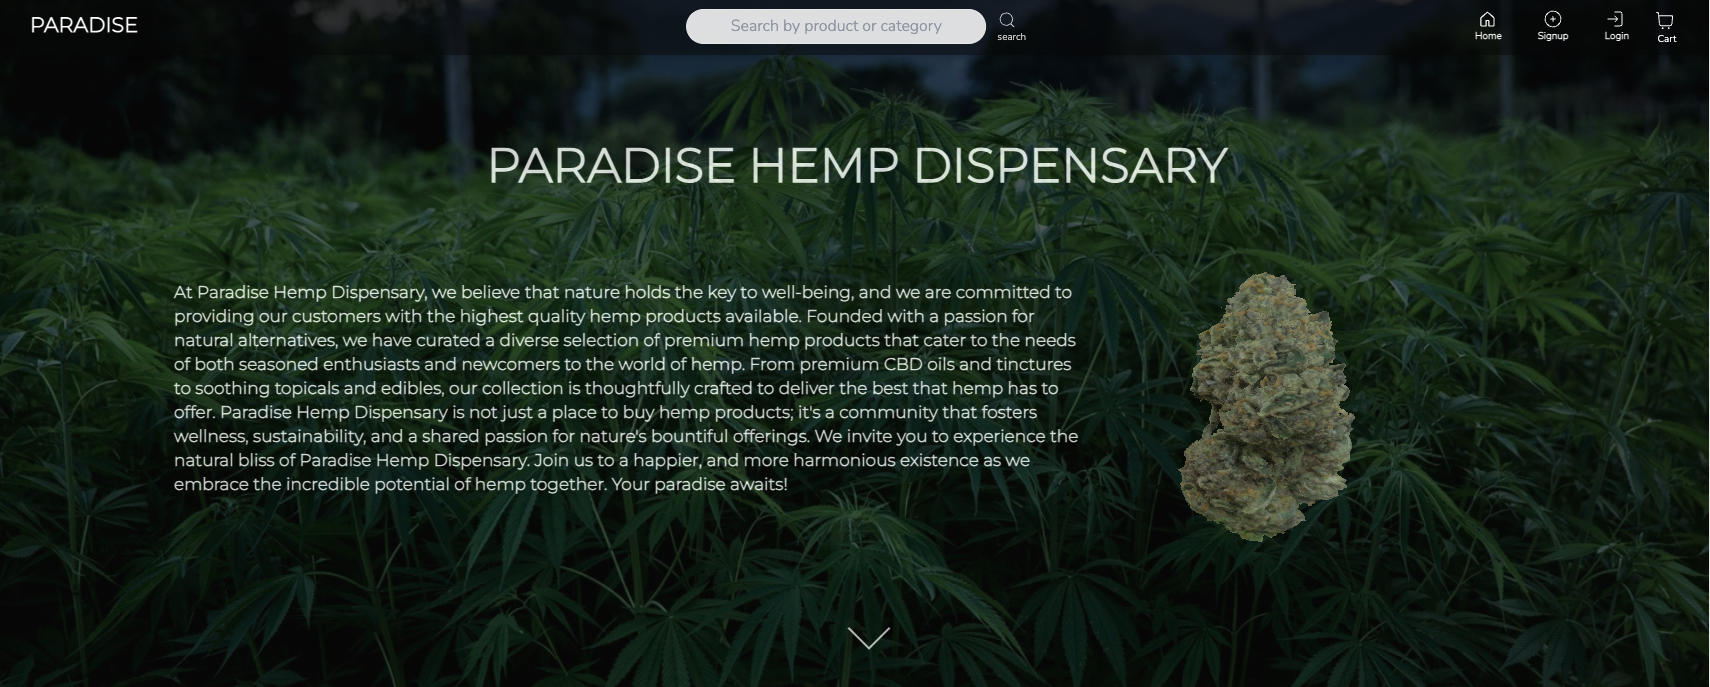 PARADISE
Search by product or category
search
Home
Signup
Login
Cart
PARADISE HEMP DISPENSARY
At Paradise Hemp Dispensary, we believe that nature holds the key to well-being, and we are committed to
providing our customers with the highest quality hemp products available. Founded with a passion for
natural alternatives, we have curated a diverse selection of premium hemp products that cater to the needs
of both seasoned enthusiasts and newcomers to the world of hemp. From premium CBD oils and tinctures
to soothing topicals and edibles, our collection is thoughtfully crafted to deliver the best that hemp has to
offer. Paradise Hemp Dispensary is not just a place to buy hemp products; it's a community that fosters
wellness, sustainability, and a shared passion for nature's bountiful offerings. We invite you to experience the
natural bliss of Paradise Hemp Dispensary. Join us to a happier, and more harmonious existence as we
embrace the incredible potential of hemp together. Your paradise awaits!